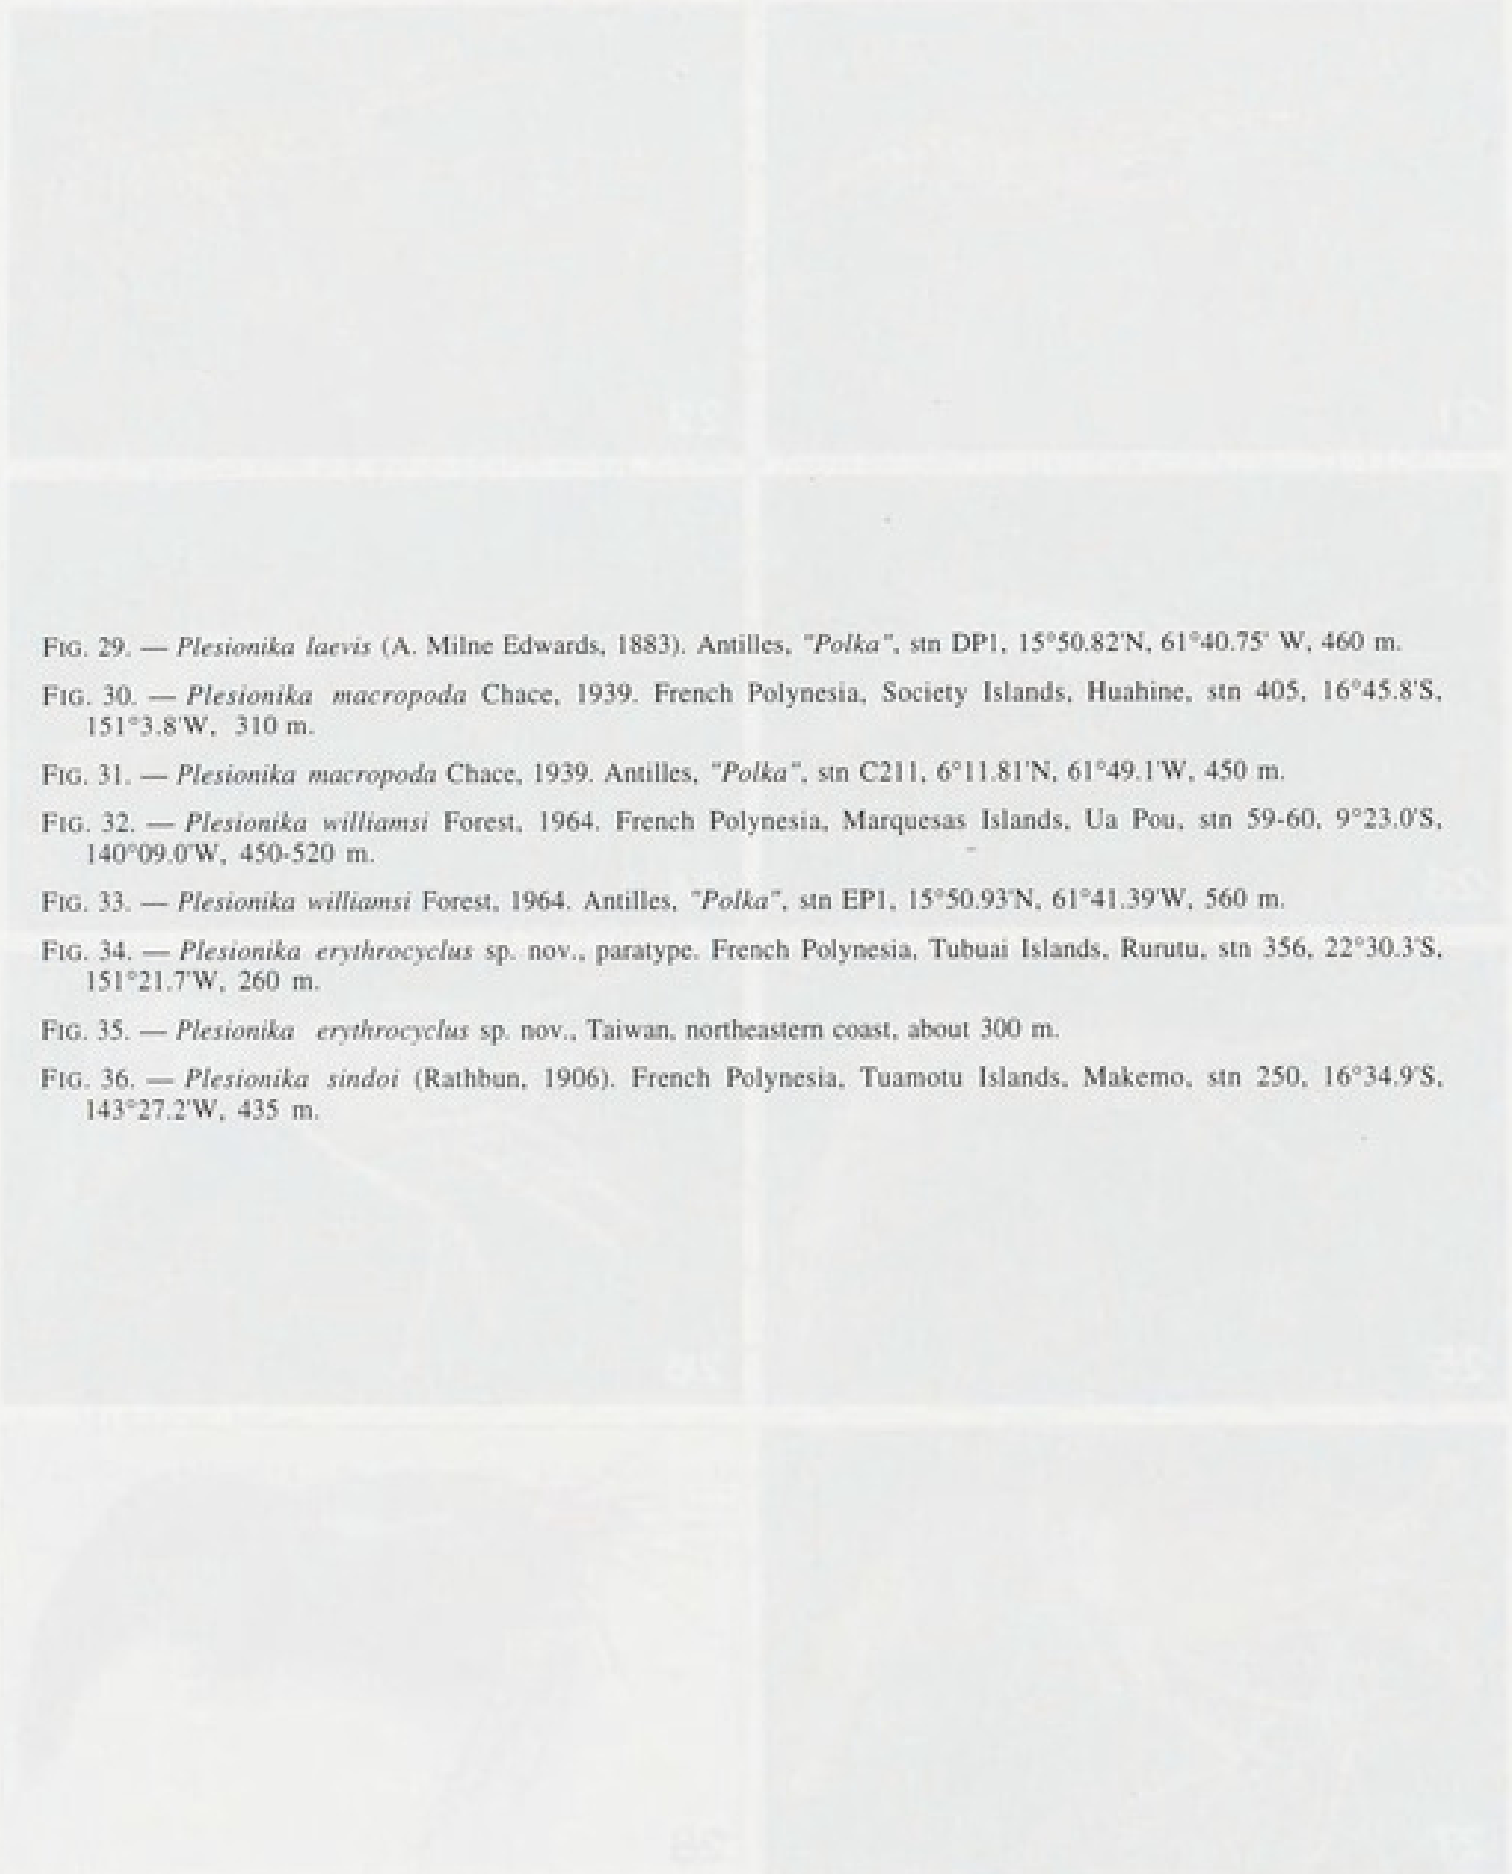 FIG. 29. — Plesionika laevis (A. Milne Edwards, 1883). Antilles, "Polka", stn DP1, 15°50.82'N, 61°40.75' W, 460 m.
FIG. 30. — Plesionika macropoda Chace, 1939. French Polynesia, Society Islands, Huahine, stn 405, 16°45.8'S,
151°3.8'W, 310 m.
FIG. 31. — Plesionika macropoda Chace, 1939. Antilles, "Polka", stn C211, 6°11.81'N, 61°49.1'W, 450 m.
FIG. 32. — Plesionika williamsi Forest, 1964. French Polynesia, Marquesas Islands, Ua Pou, stn 59-60, 9°23.0'S,
140°09.0'W, 450-520 m.
FIG. 33. — Plesionika williamsi Forest, 1964. Antilles, "Polka", stn EP1, 15°50.93'N, 61°41.39'W, 560 m.
FIG. 34. — Plesionika erythrocyclus sp. nov., paratype. French Polynesia, Tubuai Islands, Rurutu, stn 356, 22°30.3'S,
151°21.7'W, 260 m.
FIG. 35. — Plesionika erythrocyclus sp. nov., Taiwan, northeastern coast, about 300 m.
FIG. 36. — Plesionika sindoi (Rathbun, 1906). French Polynesia, Tuamotu Islands, Makemo, stn 250, 16°34.9'S,
143°27.2'W, 435 m.